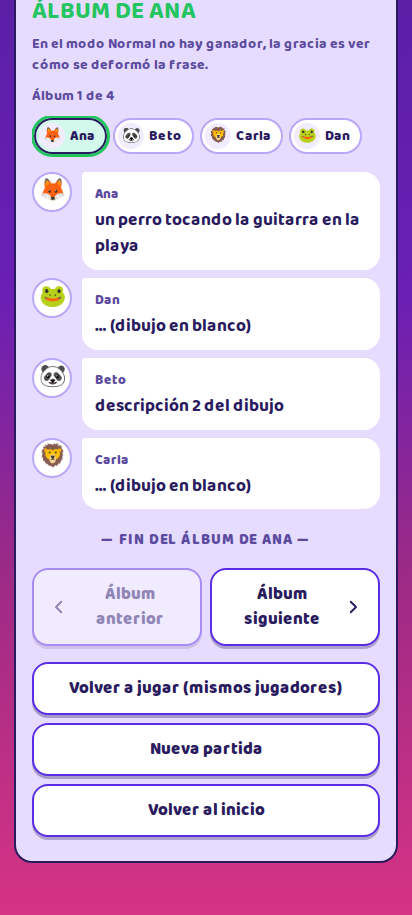 ÁLBUM DE ANA
En el modo Normal no hay ganador, la gracia es ver
cómo se deformó la frase.
Álbum 1 de 4
Ana
Beto
Carla
Dan
Ana
un perro tocando la guitarra en la
playa
Dan
... (dibujo en blanco)
Beto
descripción 2 del dibujo
Carla
... (dibujo en blanco)
— FIN DEL ÁLBUM DE ANA —
Álbum
anterior
Álbum
siguiente
Volver a jugar (mismos jugadores)
Nueva partida
Volver al inicio